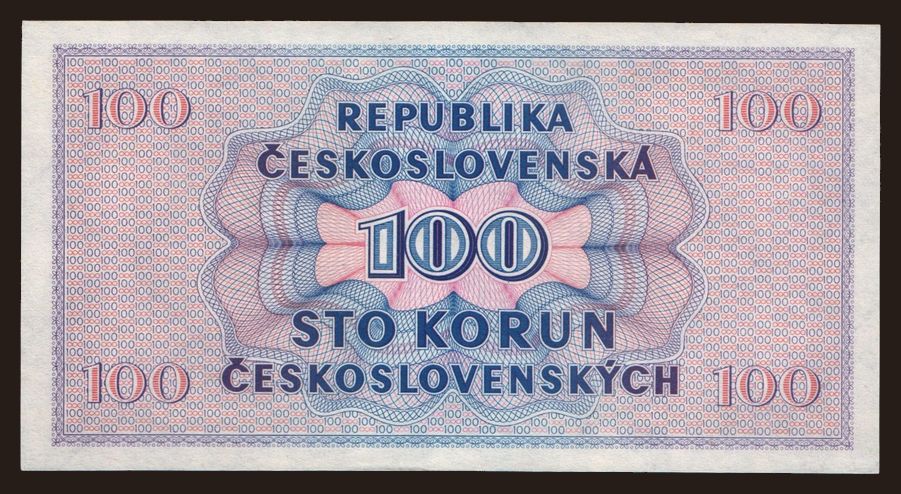 100 100
REPUBLIKA
ČESKOSLOVENSKÁ
100
STO KORUN
ČESKOSLOVENSKÝCH
100 100